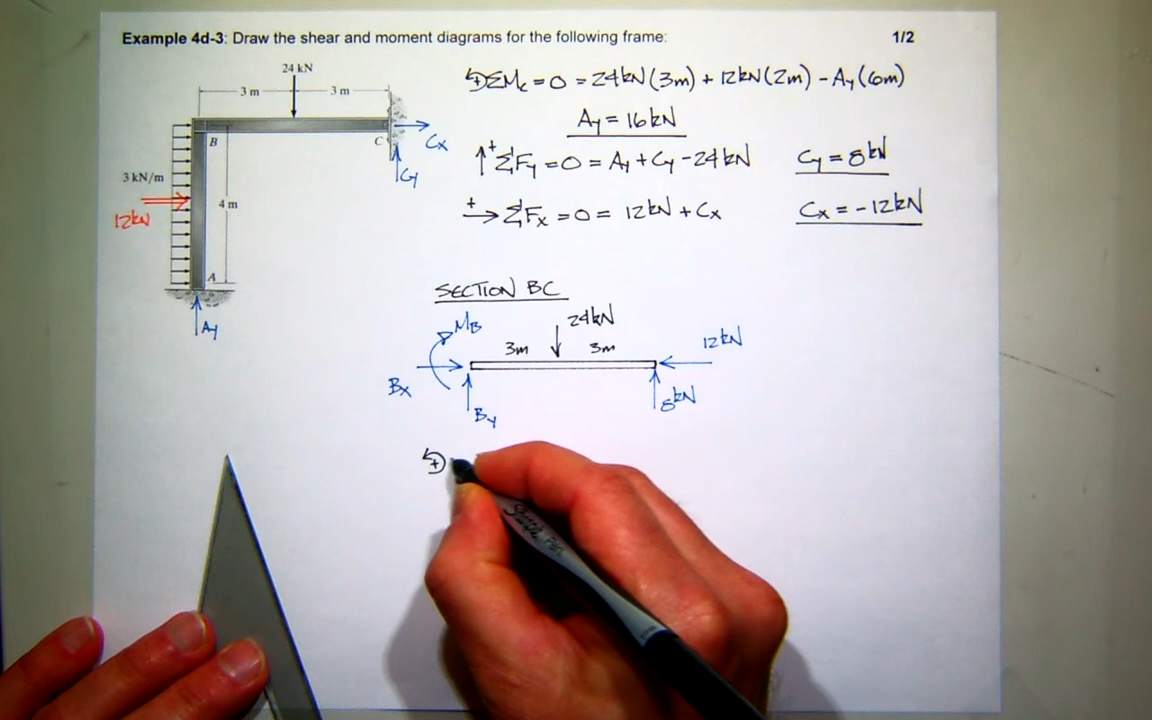 Example 4d-3: Draw the shear and moment diagrams for the following frame: 1/2
24 kN
3 m 3 m
B C
Cx
Cy
3 kN/m
12kN
4 m
A
Ay
↺+ ΣMc = 0 = 24kN(3m) + 12kN(2m) - Ay(6m)
Ay = 16kN
↑+ ΣFy = 0 = Ay + Cy - 24kN Cy = 8kN
+→ ΣFx = 0 = 12kN + Cx Cx = -12kN
SECTION BC
MB 24kN
3m 3m 12kN
Bx
By 8kN
↺+